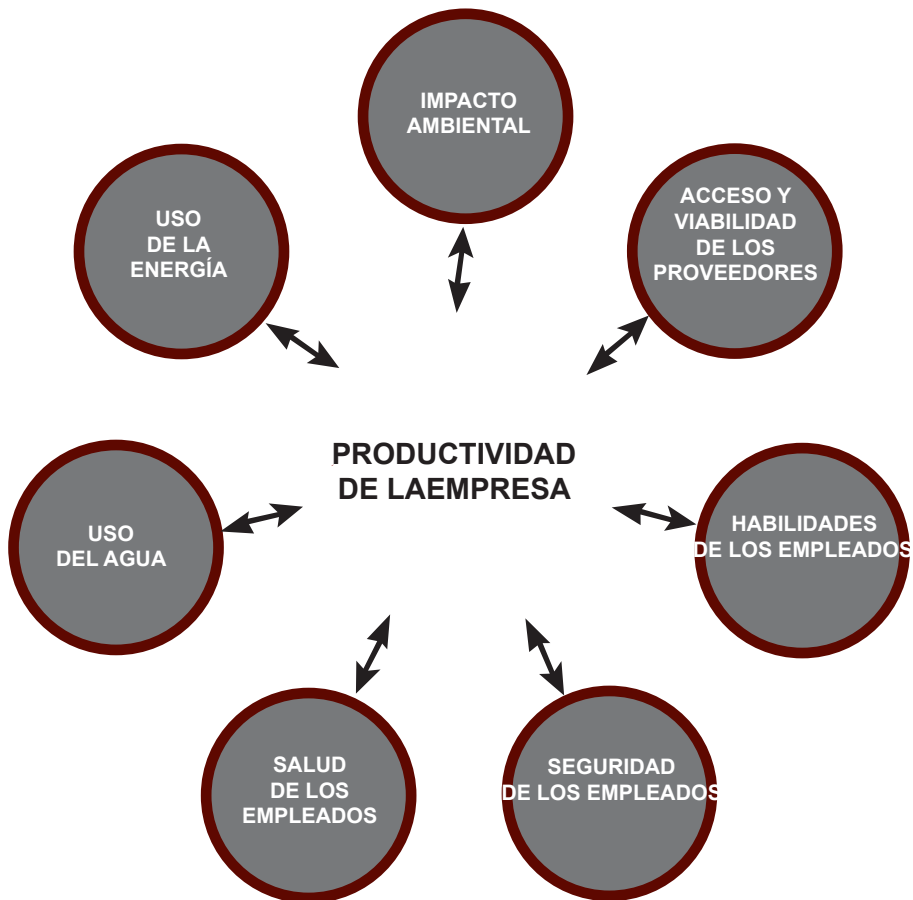 IMPACTO
AMBIENTAL
ACCESO Y
VIABILIDAD
DE LOS
PROVEEDORES
USO
DE LA
ENERGÍA
PRODUCTIVIDAD
DE LAEMPRESA
HABILIDADES
DE LOS EMPLEADOS
USO
DEL AGUA
SEGURIDAD
DE LOS EMPLEADOS
SALUD
DE LOS
EMPLEADOS